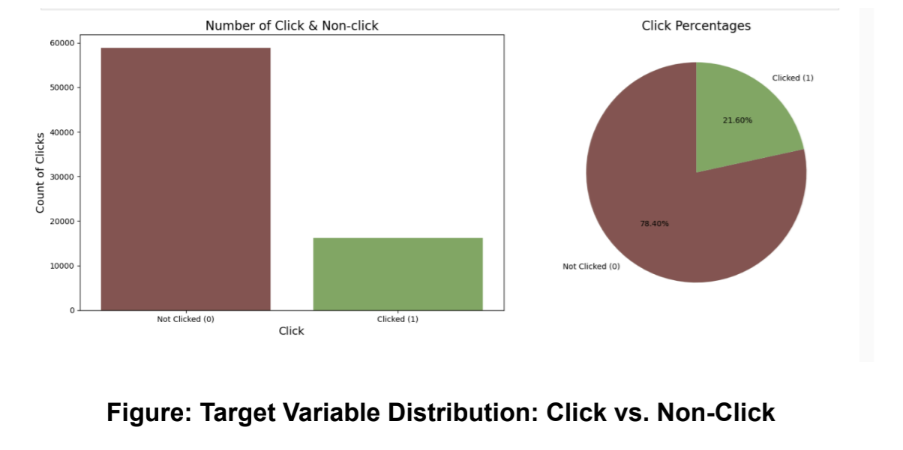 Number of Click & Non-click
Count of Clicks
60000
50000
40000
30000
20000
10000
0
Not Clicked (0)
Clicked (1)
Click
Click Percentages
Clicked (1)
21.60%
78.40%
Not Clicked (0)
Figure: Target Variable Distribution: Click vs. Non-Click